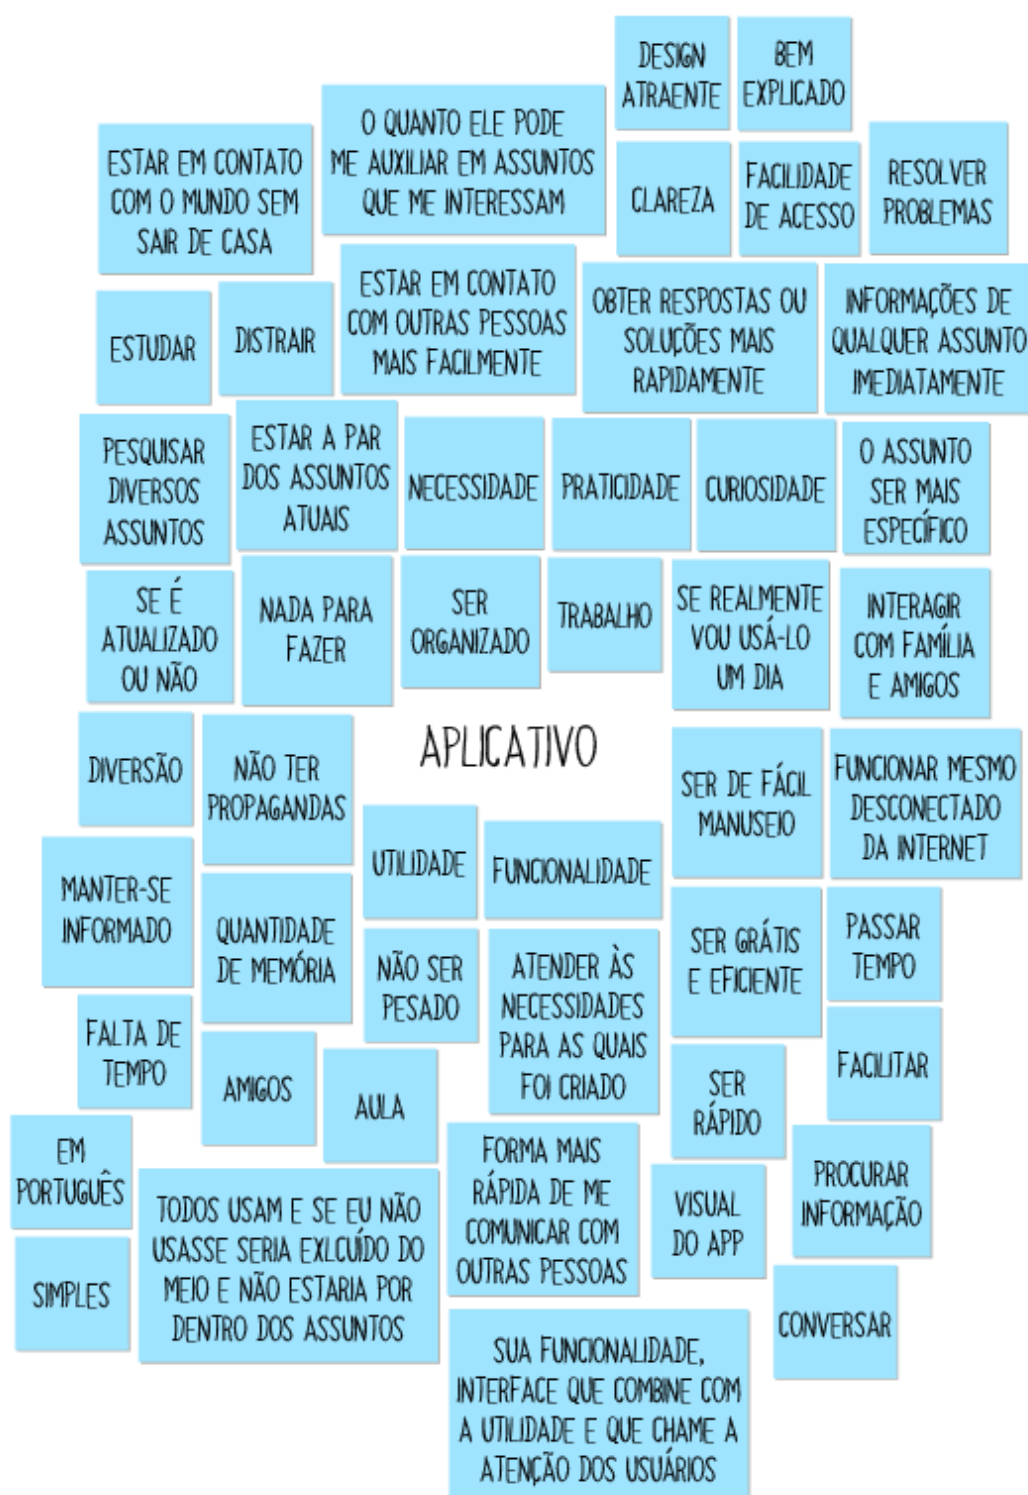 DESIGN
ATRAENTE
BEM
EXPLICADO
O QUANTO ELE PODE
ME AUXILIAR EM ASSUNTOS
QUE ME INTERESSAM
ESTAR EM CONTATO
COM O MUNDO SEM
SAIR DE CASA
CLAREZA
FACILIDADE
DE ACESSO
RESOLVER
PROBLEMAS
ESTUDAR
DISTRAIR
ESTAR EM CONTATO
COM OUTRAS PESSOAS
MAIS FACILMENTE
OBTER RESPOSTAS OU
SOLUÇÕES MAIS
RAPIDAMENTE
INFORMAÇÕES DE
QUALQUER ASSUNTO
IMEDIATAMENTE
PESQUISAR
DIVERSOS
ASSUNTOS
ESTAR A PAR
DOS ASSUNTOS
ATUAIS
NECESSIDADE
PRATICIDADE
CURIOSIDADE
O ASSUNTO
SER MAIS
ESPECÍFICO
SE É
ATUALIZADO
OU NÃO
NADA PARA
FAZER
SER
ORGANIZADO
TRABALHO
SE REALMENTE
VOU USÁ-LO
UM DIA
INTERAGIR
COM FAMÍLIA
E AMIGOS
APLICATIVO
DIVERSÃO
NÃO TER
PROPAGANDAS
SER DE FÁCIL
MANUSEIO
FUNCIONAR MESMO
DESCONECTADO
DA INTERNET
UTILIDADE
FUNCIONALIDADE
MANTER-SE
INFORMADO
QUANTIDADE
DE MEMÓRIA
NÃO SER
PESADO
ATENDER ÀS
NECESSIDADES
PARA AS QUAIS
FOI CRIADO
SER GRÁTIS
E EFICIENTE
PASSAR
TEMPO
FALTA DE
TEMPO
AMIGOS
AULA
SER
RÁPIDO
FACILITAR
EM
PORTUGUÊS
SIMPLES
TODOS USAM E SE EU NÃO
USASSE SERIA EXLCUÍDO DO
MEIO E NÃO ESTARIA POR
DENTRO DOS ASSUNTOS
FORMA MAIS
RÁPIDA DE ME
COMUNICAR COM
OUTRAS PESSOAS
VISUAL
DO APP
PROCURAR
INFORMAÇÃO
CONVERSAR
SUA FUNCIONALIDADE,
INTERFACE QUE COMBINE COM
A UTILIDADE E QUE CHAME A
ATENÇÃO DOS USUÁRIOS